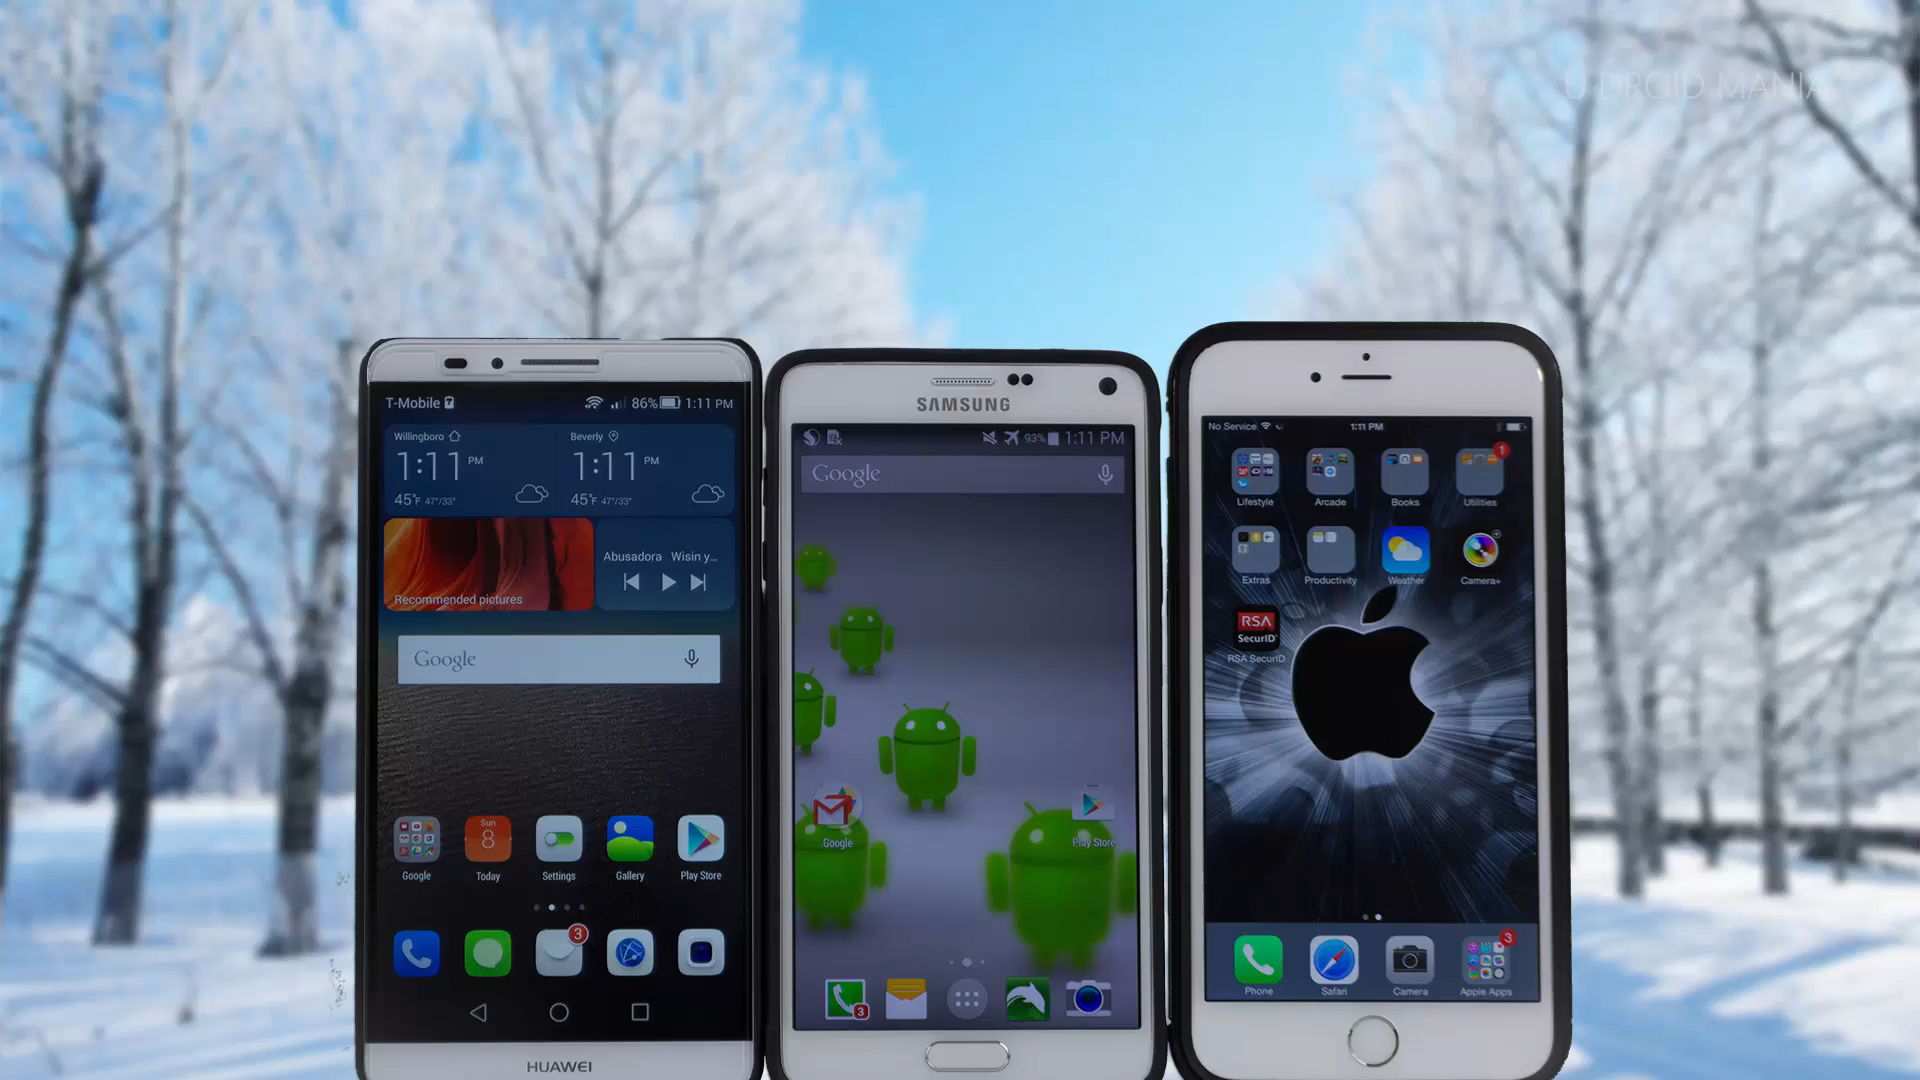 U DROID MANIA
T-Mobile 86% 1:11 PM
Willingboro Beverly
1:11 PM 1:11 PM
45°F 47°/33° 45°F 47°/33°
Abusadora Wisin y...
Recommended pictures
Google
Sun
8
Google Today Settings Gallery Play Store
3
HUAWEI
SAMSUNG
93% 1:11 PM
Google
Google Play Store
3
No Service 1:11 PM
1
Lifestyle Arcade Books Utilities
Extras Productivity Weather Camera+
RSA
SecurID
RSA SecurID
3
Phone Safari Camera Apple Apps